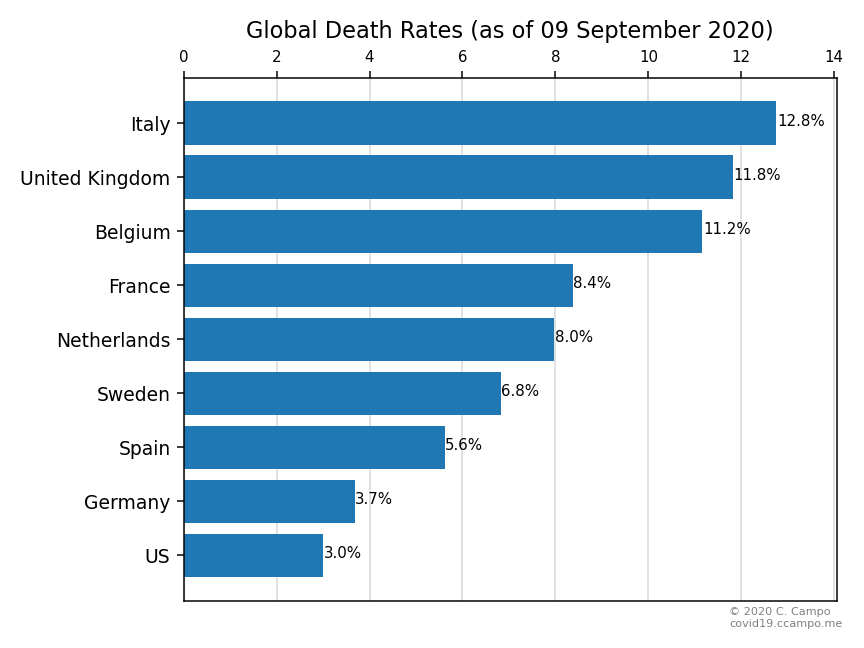 Global Death Rates (as of 09 September 2020)
0 2 4 6 8 10 12 14
Italy 12.8%
United Kingdom 11.8%
Belgium 11.2%
France 8.4%
Netherlands 8.0%
Sweden 6.8%
Spain 5.6%
Germany 3.7%
US 3.0%
© 2020 C. Campo
covid19.ccampo.me